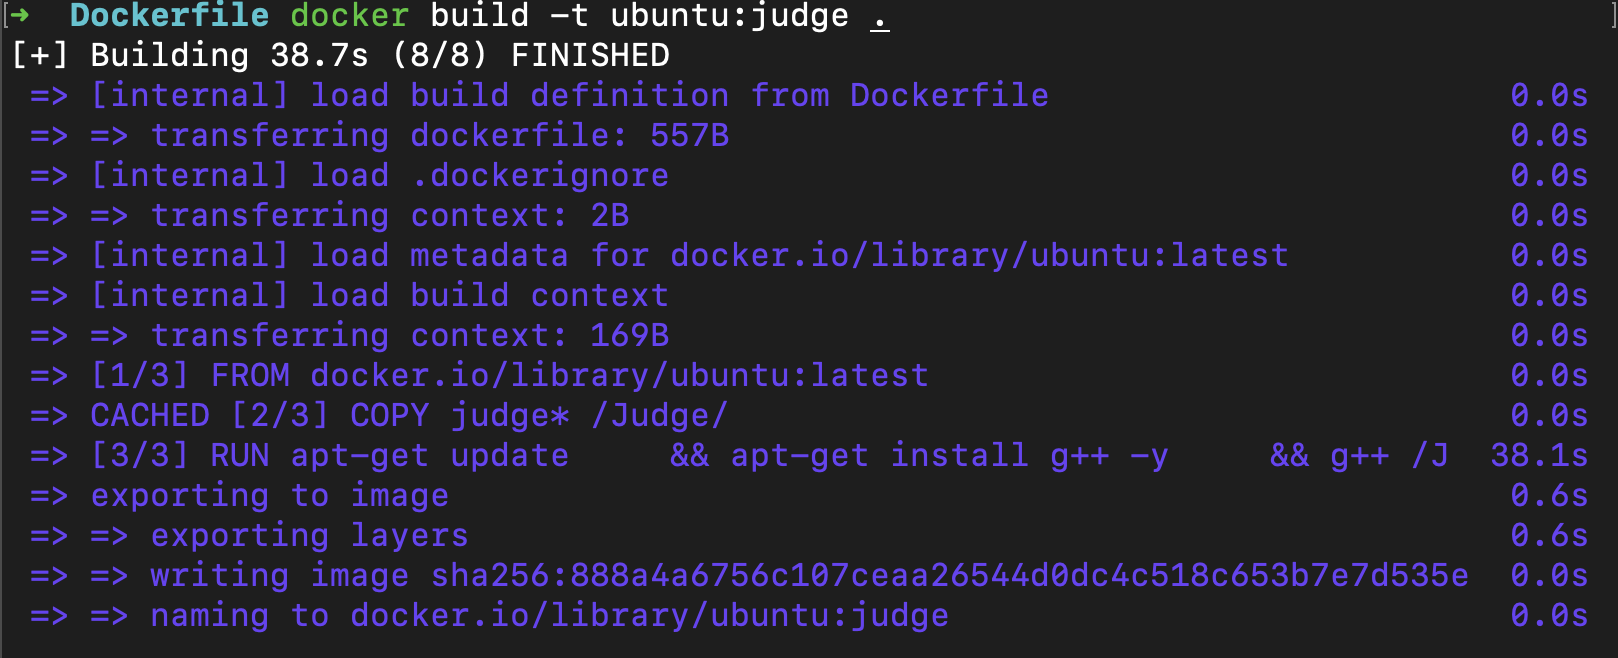 [➜  Dockerfile docker build -t ubuntu:judge . ]
[+] Building 38.7s (8/8) FINISHED
=> [internal] load build definition from Dockerfile 0.0s
=> => transferring dockerfile: 557B 0.0s
=> [internal] load .dockerignore 0.0s
=> => transferring context: 2B 0.0s
=> [internal] load metadata for docker.io/library/ubuntu:latest 0.0s
=> [internal] load build context 0.0s
=> => transferring context: 169B 0.0s
=> [1/3] FROM docker.io/library/ubuntu:latest 0.0s
=> CACHED [2/3] COPY judge* /Judge/ 0.0s
=> [3/3] RUN apt-get update     && apt-get install g++ -y     && g++ /J 38.1s
=> exporting to image 0.6s
=> => exporting layers 0.6s
=> => writing image sha256:888a4a6756c107ceaa26544d0dc4c518c653b7e7d535e 0.0s
=> => naming to docker.io/library/ubuntu:judge 0.0s